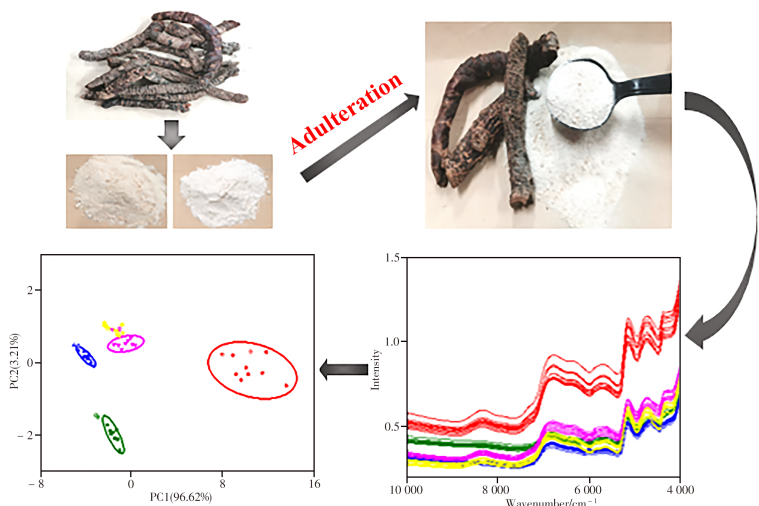 Adulteration
2
0
−2
PC2(3.21%)
−8
0
8
16
PC1(96.62%)
1.5
1.0
0.5
Intensity
10 000
8 000
6 000
4 000
Wavenumber/cm⁻¹